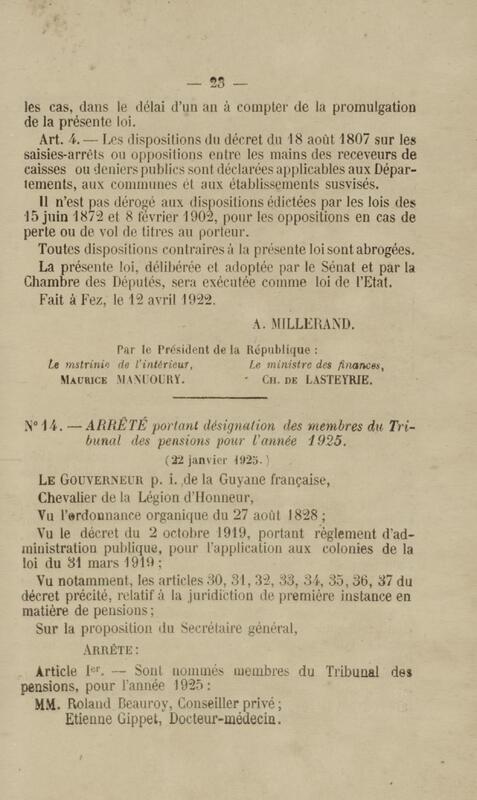 — 23 —
les cas, dans le délai d'un an à compter de la promulgation
de la présente loi.
Art. 4. — Les dispositions du décret du 18 août 1807 sur les
saisies-arrêts ou oppositions entre les mains des receveurs de
caisses ou deniers publics sont déclarées applicables aux Dépar-
tements, aux communes et aux établissements susvisés.
Il n'est pas dérogé aux dispositions édictées par les lois des
15 juin 1872 et 8 février 1902, pour les oppositions en cas de
perte ou de vol de titres au porteur.
Toutes dispositions contraires à la présente loi sont abrogées.
La présente loi, délibérée et adoptée par le Sénat et par la
Chambre des Députés, sera exécutée comme loi de l'Etat.
Fait à Fez, le 12 avril 1922.
A. MILLERAND.
Par le Président de la République :
Le mstrinie de l'intérieur, Le ministre des finances,
MAURICE MANUOURY. CH. DE LASTEYRIE.
N° 14. — ARRÊTÉ portant désignation des membres du Tri-
bunal des pensions pour l'année 1925.
(22 janvier 1925.)
LE GOUVERNEUR p. i. de la Guyane française,
Chevalier de la Légion d'Honneur,
Vu l'ordonnance organique du 27 août 1828 ;
Vu le décret du 2 octobre 1919, portant règlement d'ad-
ministration publique, pour l'application aux colonies de la
loi du 31 mars 1919 ;
Vu notamment, les articles 30, 31, 32, 33, 34, 35, 36, 37 du
décret précité, relatif à la juridiction de première instance en
matière de pensions ;
Sur la proposition du Secrétaire général,
ARRÊTE :
Article 1er. — Sont nommés membres du Tribunal des
pensions, pour l'année 1925 :
MM. Roland Beauroy, Conseiller privé ;
Etienne Gippet, Docteur-médecin.